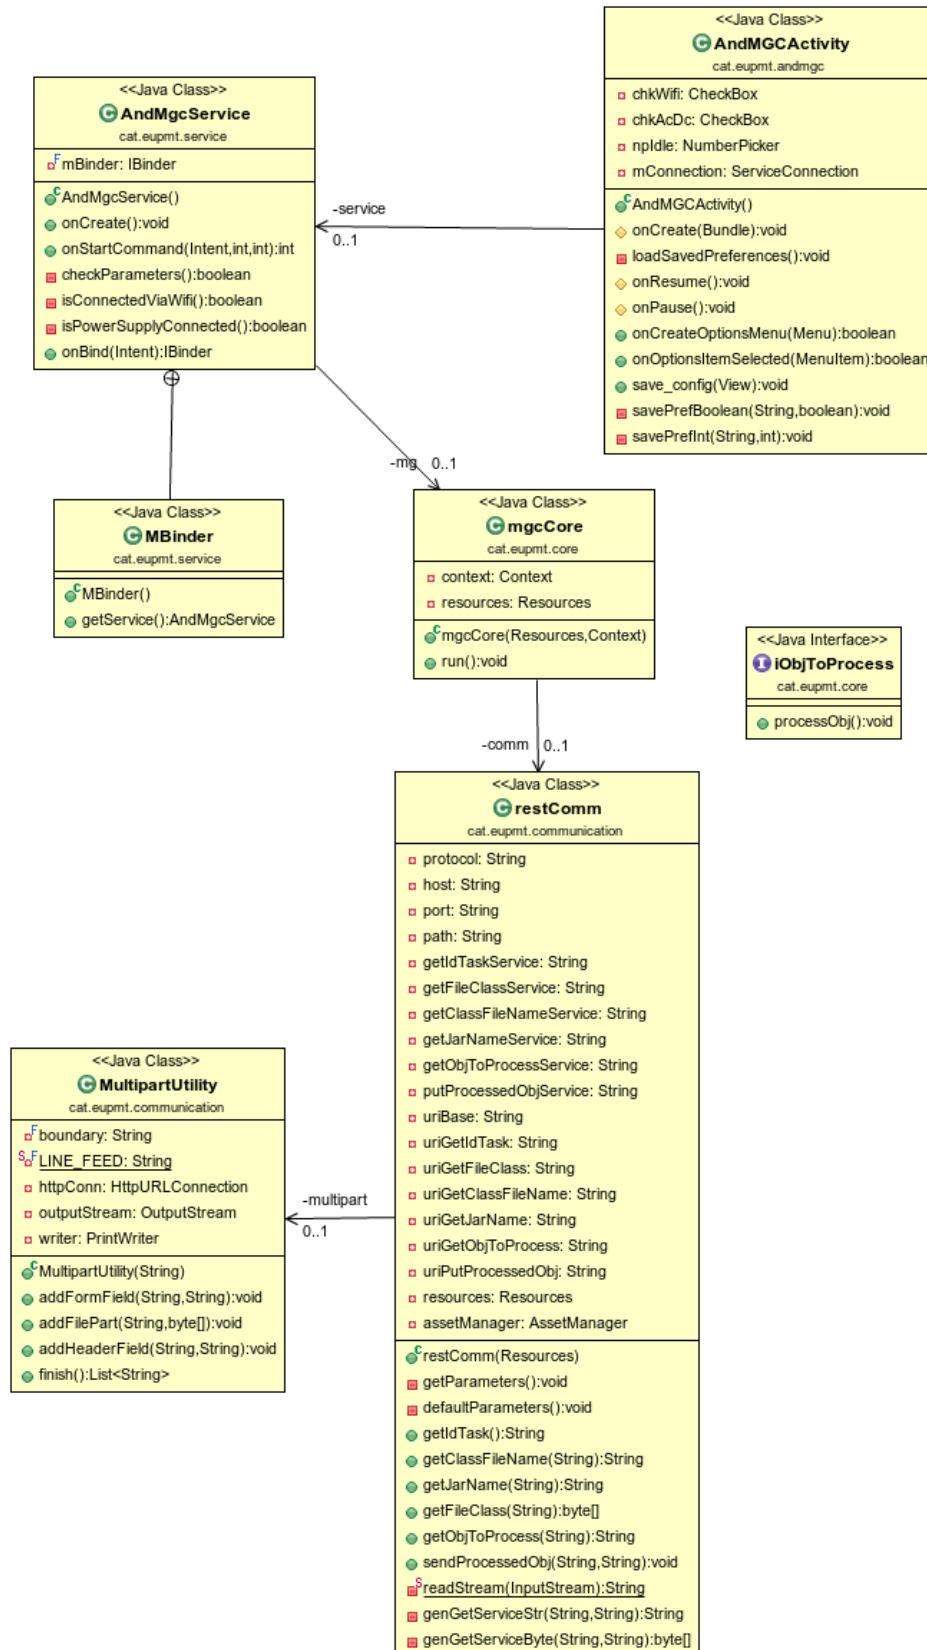 <<Java Class>>
AndMGCActivity
cat.eupmt.andmgc
chkWifi: CheckBox
chkAcDc: CheckBox
npIdle: NumberPicker
mConnection: ServiceConnection
AndMGCActivity()
onCreate(Bundle):void
loadSavedPreferences():void
onResume():void
onPause():void
onCreateOptionsMenu(Menu):boolean
onOptionsItemSelected(MenuItem):boolean
save_config(View):void
savePrefBoolean(String,boolean):void
savePrefInt(String,int):void
<<Java Class>>
AndMgcService
cat.eupmt.service
mBinder: IBinder
AndMgcService()
onCreate():void
onStartCommand(Intent,int,int):int
checkParameters():boolean
isConnectedViaWifi():boolean
isPowerSupplyConnected():boolean
onBind(Intent):IBinder
-service
0..1
-mg 0..1
<<Java Class>>
MBinder
cat.eupmt.service
MBinder()
getService():AndMgcService
<<Java Class>>
mgcCore
cat.eupmt.core
context: Context
resources: Resources
mgcCore(Resources,Context)
run():void
<<Java Interface>>
iObjToProcess
cat.eupmt.core
processObj():void
-comm 0..1
<<Java Class>>
restComm
cat.eupmt.communication
protocol: String
host: String
port: String
path: String
getIdTaskService: String
getFileClassService: String
getClassFileNameService: String
getJarNameService: String
getObjToProcessService: String
putProcessedObjService: String
uriBase: String
uriGetIdTask: String
uriGetFileClass: String
uriGetClassFileName: String
uriGetJarName: String
uriGetObjToProcess: String
uriPutProcessedObj: String
resources: Resources
assetManager: AssetManager
restComm(Resources)
getParameters():void
defaultParameters():void
getIdTask():String
getClassFileName(String):String
getJarName(String):String
getFileClass(String):byte[]
getObjToProcess(String):String
sendProcessedObj(String,String):void
readStream(InputStream):String
genGetServiceStr(String,String):String
genGetServiceByte(String,String):byte[]
-multipart
0..1
<<Java Class>>
MultipartUtility
cat.eupmt.communication
boundary: String
LINE_FEED: String
httpConn: HttpURLConnection
outputStream: OutputStream
writer: PrintWriter
MultipartUtility(String)
addFormField(String,String):void
addFilePart(String,byte[]):void
addHeaderField(String,String):void
finish():List<String>